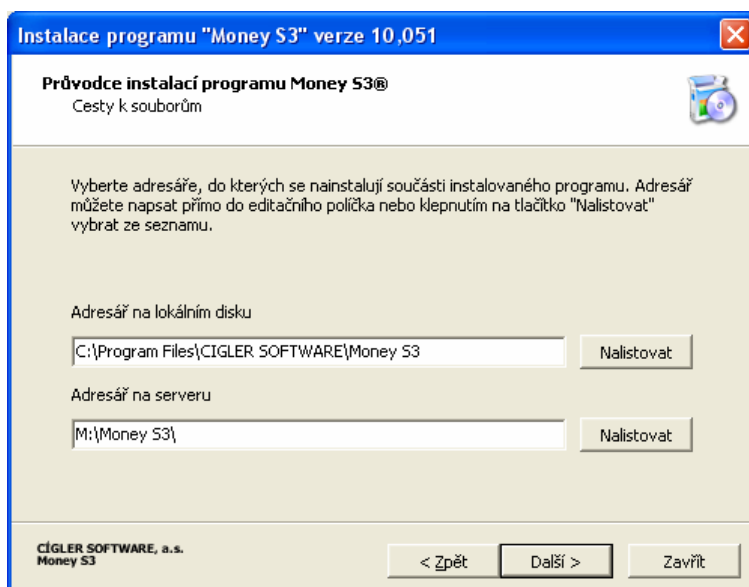 Instalace programu "Money S3" verze 10,051
Průvodce instalací programu Money S3®
Cesty k souborům
Vyberte adresáře, do kterých se nainstalují součásti instalovaného programu. Adresář
můžete napsat přímo do editačního políčka nebo klepnutím na tlačítko "Nalistovat"
vybrat ze seznamu.
Adresář na lokálním disku
C:\Program Files\CIGLER SOFTWARE\Money S3
Nalistovat
Adresář na serveru
M:\Money S3\
Nalistovat
CÍGLER SOFTWARE, a.s.
Money S3
< Zpět
Další >
Zavřít